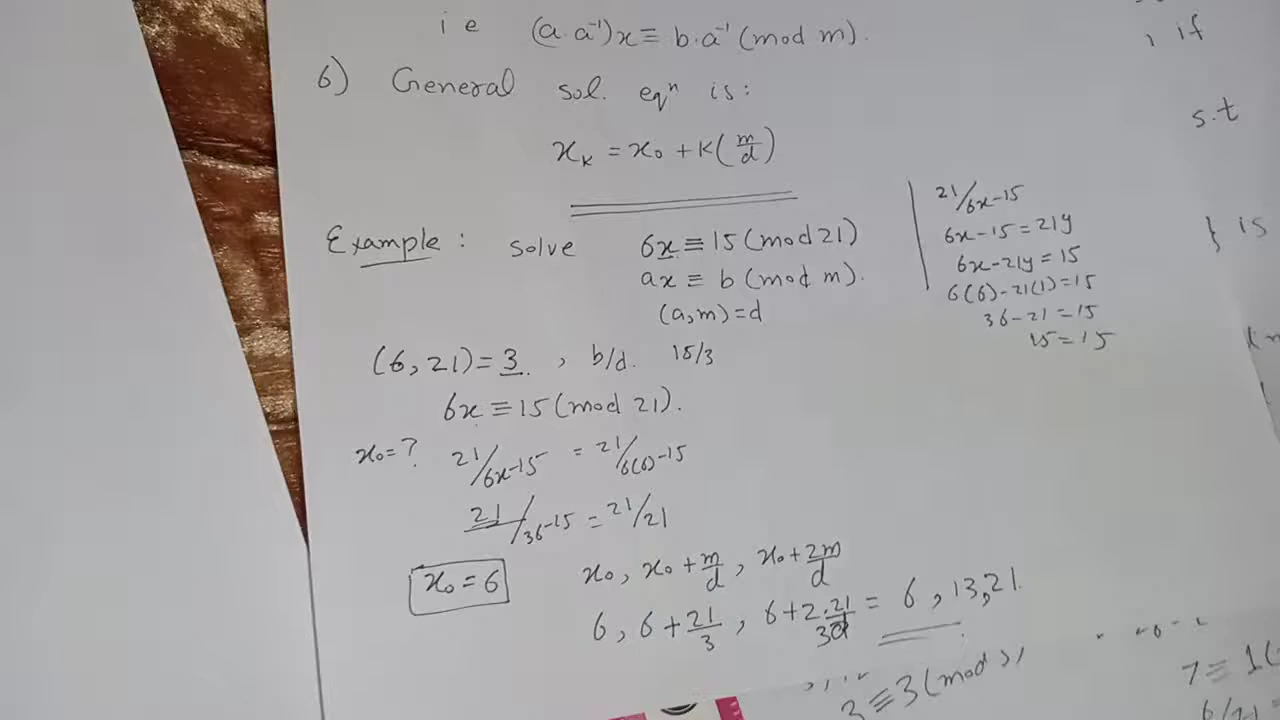 i e (a.a⁻¹)x ≡ b.a⁻¹ (mod m).
, if
6) General sol. eqⁿ is:
s.t
xₖ = x₀ + K(m/d)
Example : solve 6x ≡ 15 (mod 21)
ax ≡ b (mod m).
(a,m) = d
21/6x-15
6x-15 = 21y
6x-21y = 15
6(6)-21(1) = 15
36-21 = 15
15 = 15
} is
(6,21) = 3 , b/d. 15/3
6x ≡ 15 (mod 21).
x₀ = ? 21/6x-15 = 21/6(6)-15
21/36-15 = 21/21
x₀ = 6
x₀, x₀ + m/d, x₀ + 2m/d
6, 6 + 21/3, 6 + 2.21/3 = 6, 13, 21.
3 ≡ 3 (mod
7 ≡ 1 (